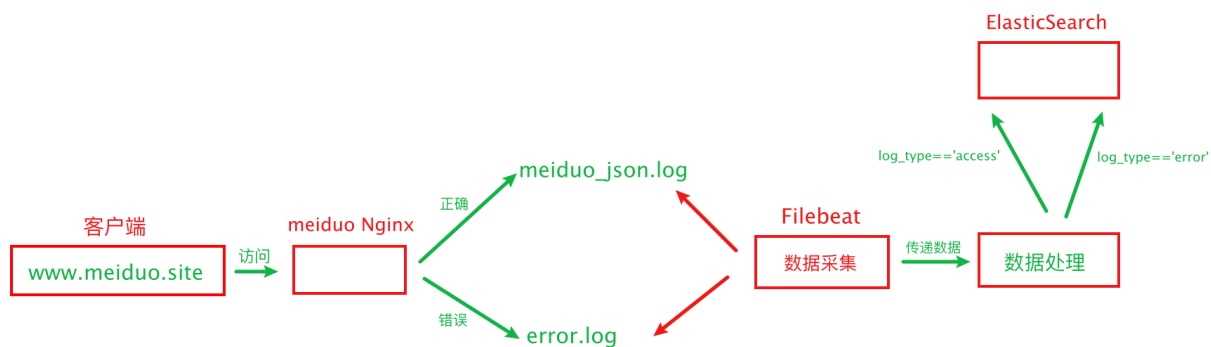 ElasticSearch
log_type=='access'
log_type=='error'
meiduo_json.log
正确
客户端
meiduo Nginx
Filebeat
访问
传递数据
www.meiduo.site
数据采集
数据处理
错误
error.log